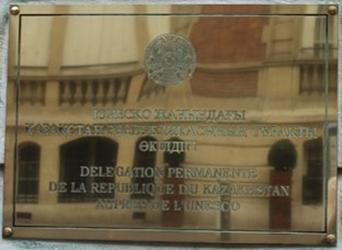 ЮНЕСКО ЖАНЫНДАҒЫ
ҚАЗАҚСТАН РЕСПУБЛИКАСЫНЫҢ ТҰРАҚТЫ
ӨКІЛДІГІ
DELEGATION PERMANENTE
DE LA REPUBLIQUE DU KAZAKHSTAN
AUPRES DE L'UNESCO